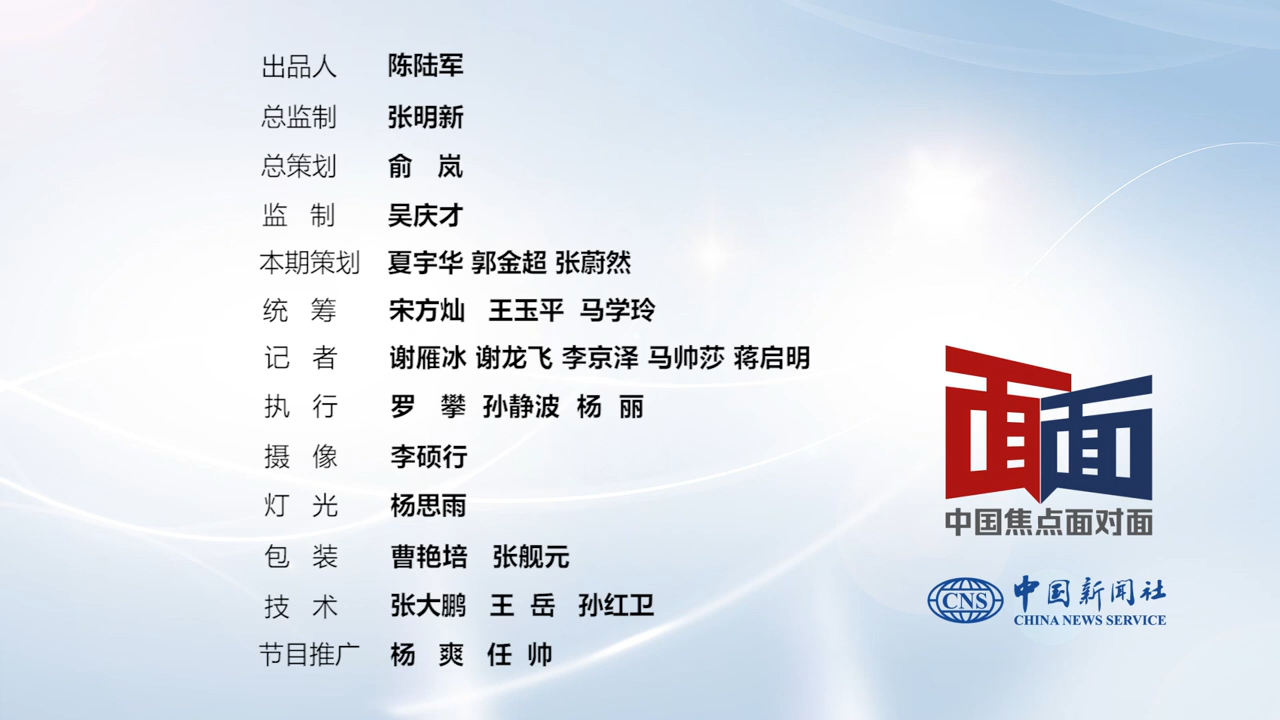 出品人 陈陆军
总监制 张明新
总策划 俞 岚
监 制 吴庆才
本期策划 夏宇华 郭金超 张蔚然
统 筹 宋方灿 王玉平 马学玲
记 者 谢雁冰 谢龙飞 李京泽 马帅莎 蒋启明
执 行 罗 攀 孙静波 杨 丽
摄 像 李硕行
灯 光 杨思雨
包 装 曹艳培 张舰元
技 术 张大鹏 王 岳 孙红卫
节目推广 杨 爽 任 帅
面面
中国焦点面对面
CNS 中国新闻社
CHINA NEWS SERVICE